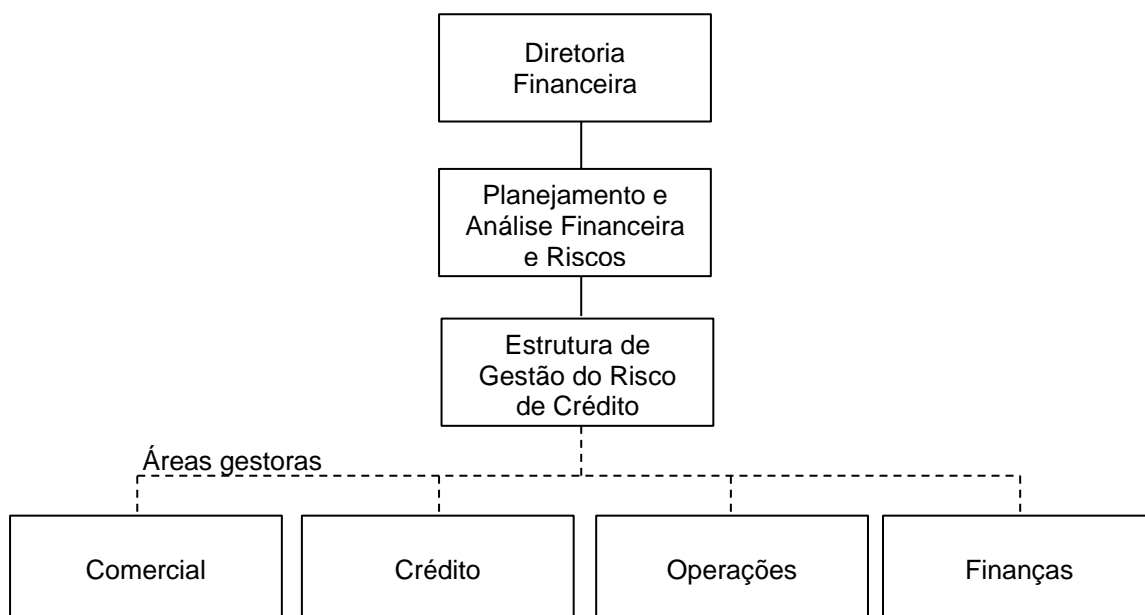 Diretoria
Financeira
Planejamento e
Análise Financeira
e Riscos
Estrutura de
Gestão do Risco
de Crédito
Áreas gestoras
Comercial
Crédito
Operações
Finanças